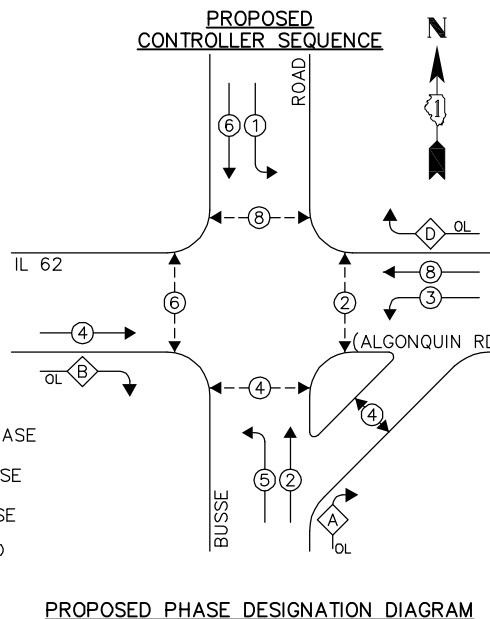 PROPOSED
CONTROLLER SEQUENCE
N
ROAD
1
6
1
8
D OL
IL 62
8
6
2
3
4
(ALGONQUIN RD
OL B
4
4
ASE
SE
SE
5
2
A
BUSSE
OL
PROPOSED PHASE DESIGNATION DIAGRAM